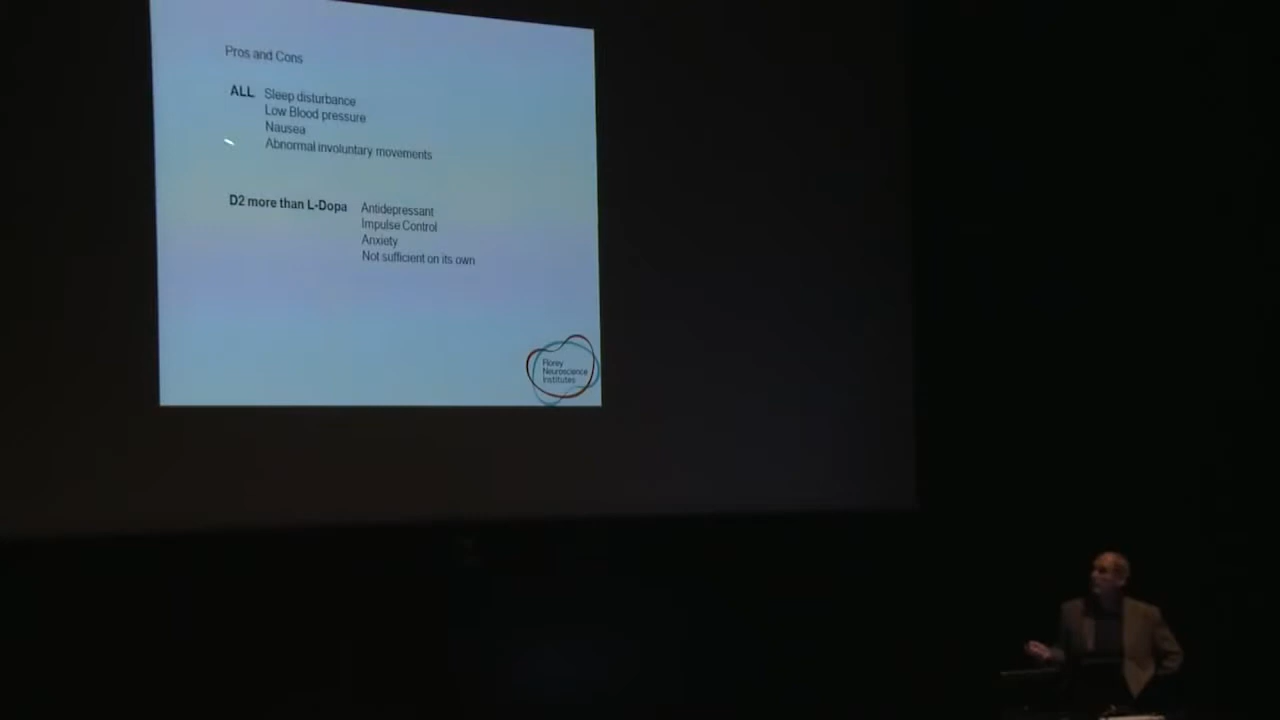 Pros and Cons
ALL Sleep disturbance
Low Blood pressure
Nausea
Abnormal involuntary movements
D2 more than L-Dopa Antidepressant
Impulse Control
Anxiety
Not sufficient on its own
Florey
Neuroscience
Institutes